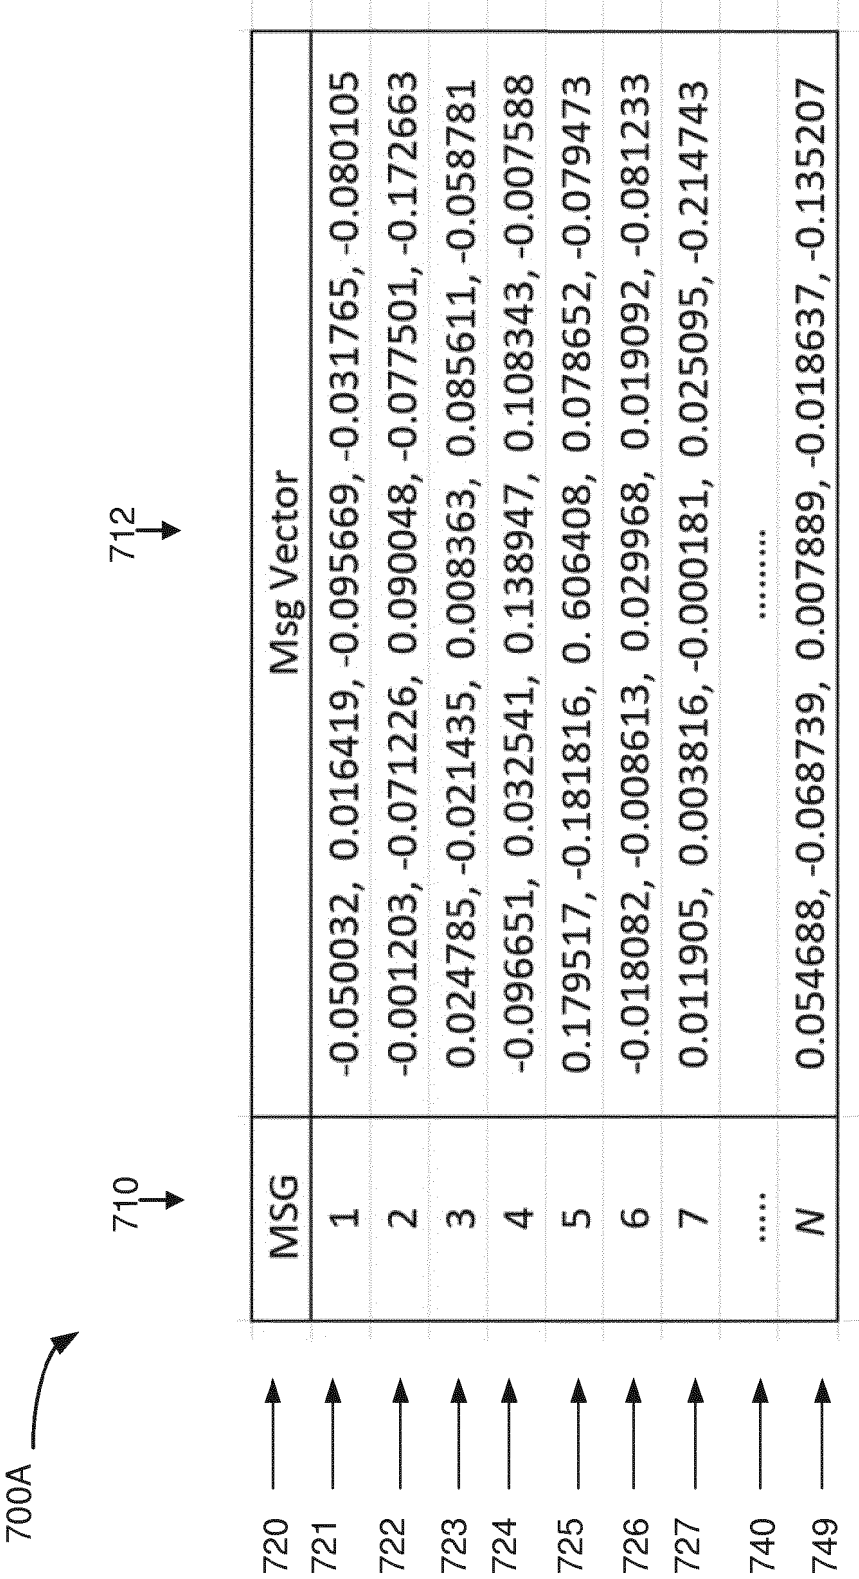 700A
710 712
720 MSG Msg Vector
721 1 -0.050032, 0.016419, -0.095669, -0.031765, -0.080105
722 2 -0.001203, -0.071226, 0.090048, -0.077501, -0.172663
723 3 0.024785, -0.021435, 0.008363, 0.085611, -0.058781
724 4 -0.096651, 0.032541, 0.138947, 0.108343, -0.007588
725 5 0.179517, -0.181816, 0. 606408, 0.078652, -0.079473
726 6 -0.018082, -0.008613, 0.029968, 0.019092, -0.081233
727 7 0.011905, 0.003816, -0.000181, 0.025095, -0.214743
740 ..... .........
749 N 0.054688, -0.068739, 0.007889, -0.018637, -0.135207